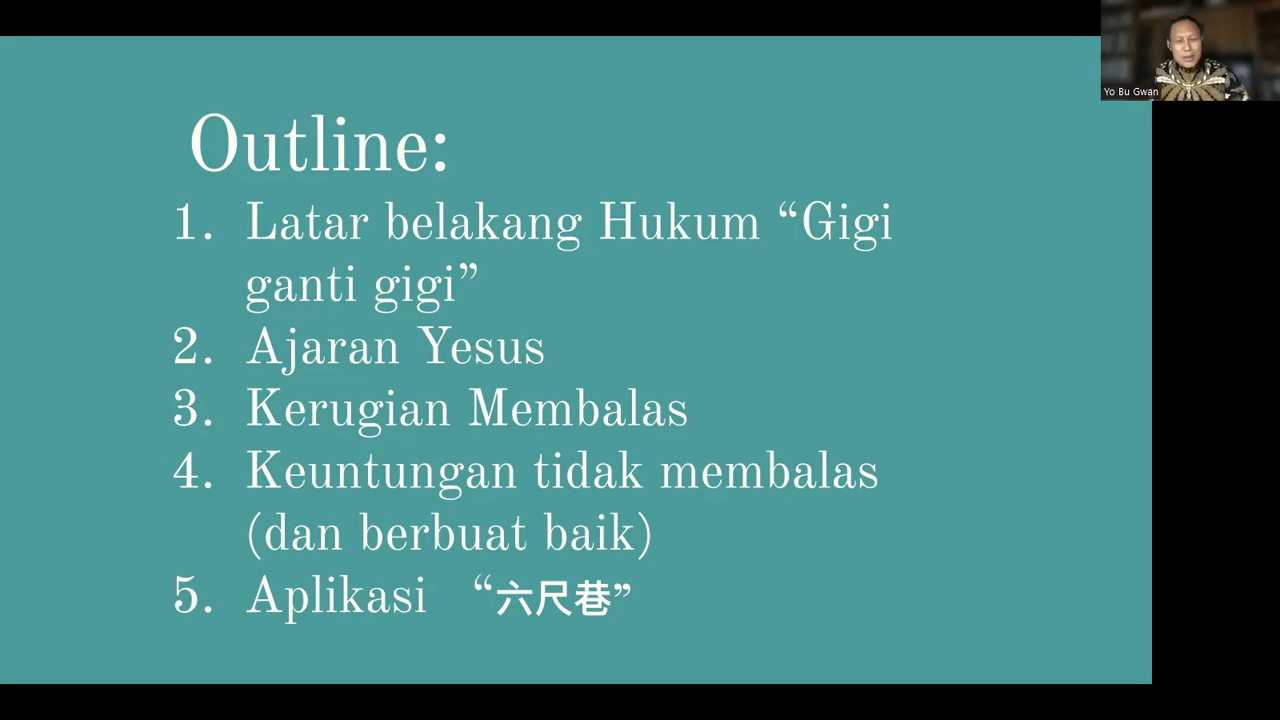 Yo Bu Gwan
Outline:
1. Latar belakang Hukum “Gigi
ganti gigi”
2. Ajaran Yesus
3. Kerugian Membalas
4. Keuntungan tidak membalas
(dan berbuat baik)
5. Aplikasi “六尺巷”